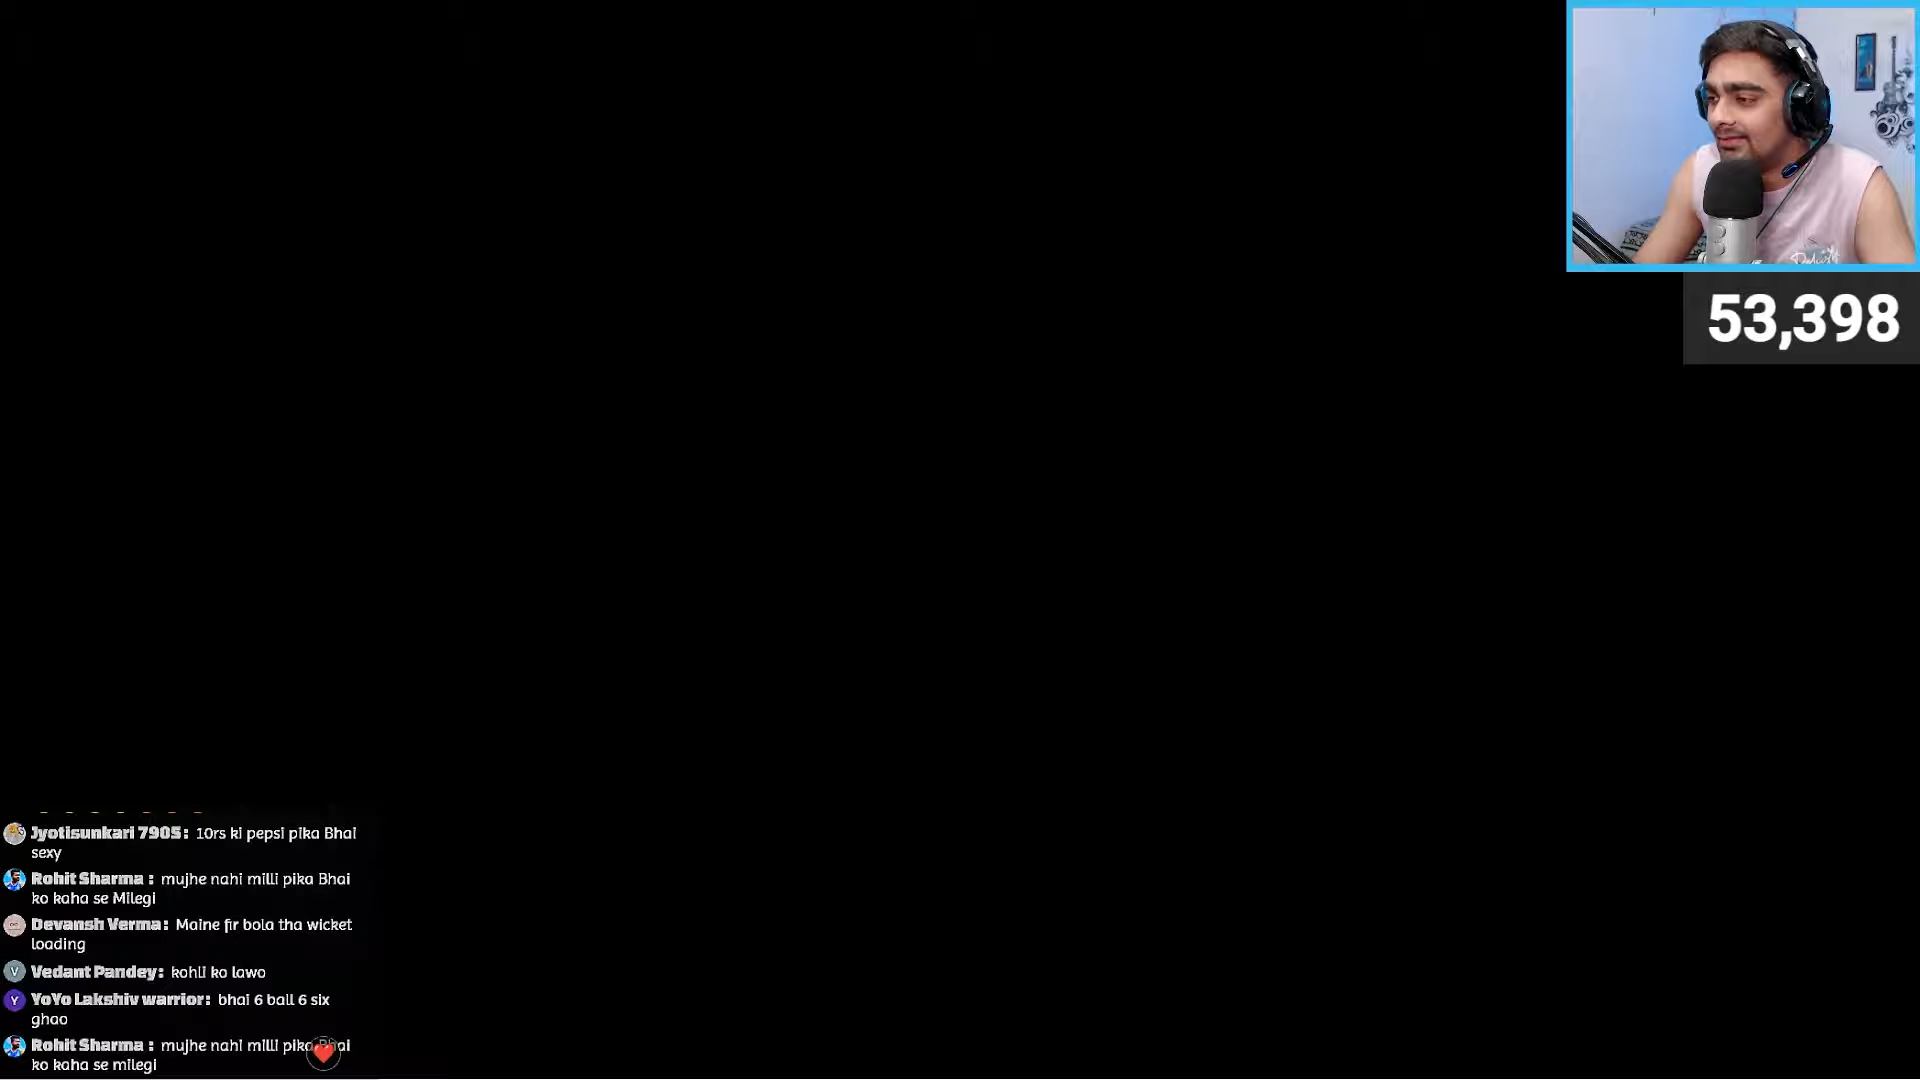 53,398
Jyotisunkari 7905: 10rs ki pepsi pika Bhai
sexy
Rohit Sharma : mujhe nahi milli pika Bhai
ko kaha se Milegi
Devansh Verma: Maine fir bola tha wicket
loading
V Vedant Pandey: kohli ko lawo
Y YoYo Lakshiv warrior: bhai 6 ball 6 six
ghao
Rohit Sharma : mujhe nahi milli pika Bhai
ko kaha se milegi